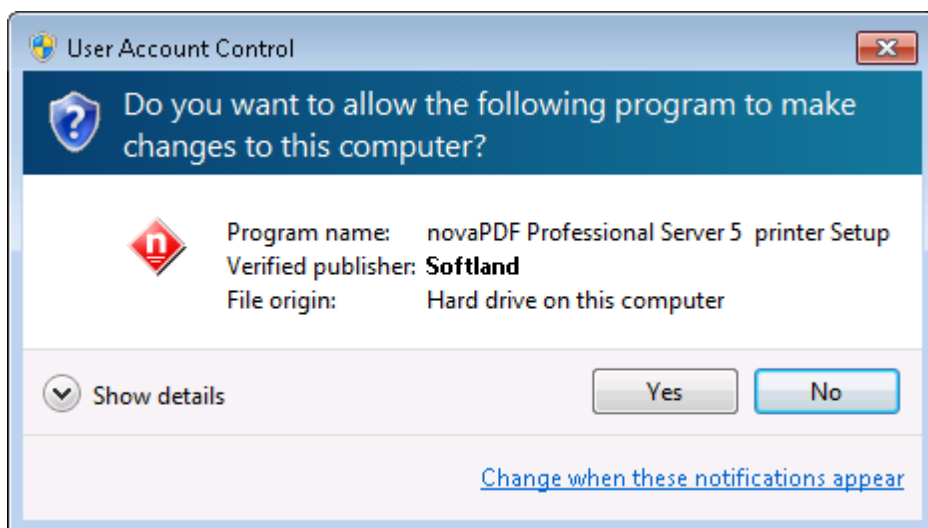 User Account Control
Do you want to allow the following program to make
changes to this computer?
n
Program name: novaPDF Professional Server 5 printer Setup
Verified publisher: Softland
File origin: Hard drive on this computer
Show details Yes No
Change when these notifications appear